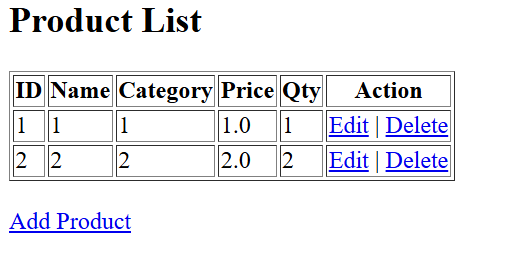 Product List
ID Name Category Price Qty Action
1 1 1 1.0 1 Edit | Delete
2 2 2 2.0 2 Edit | Delete
Add Product